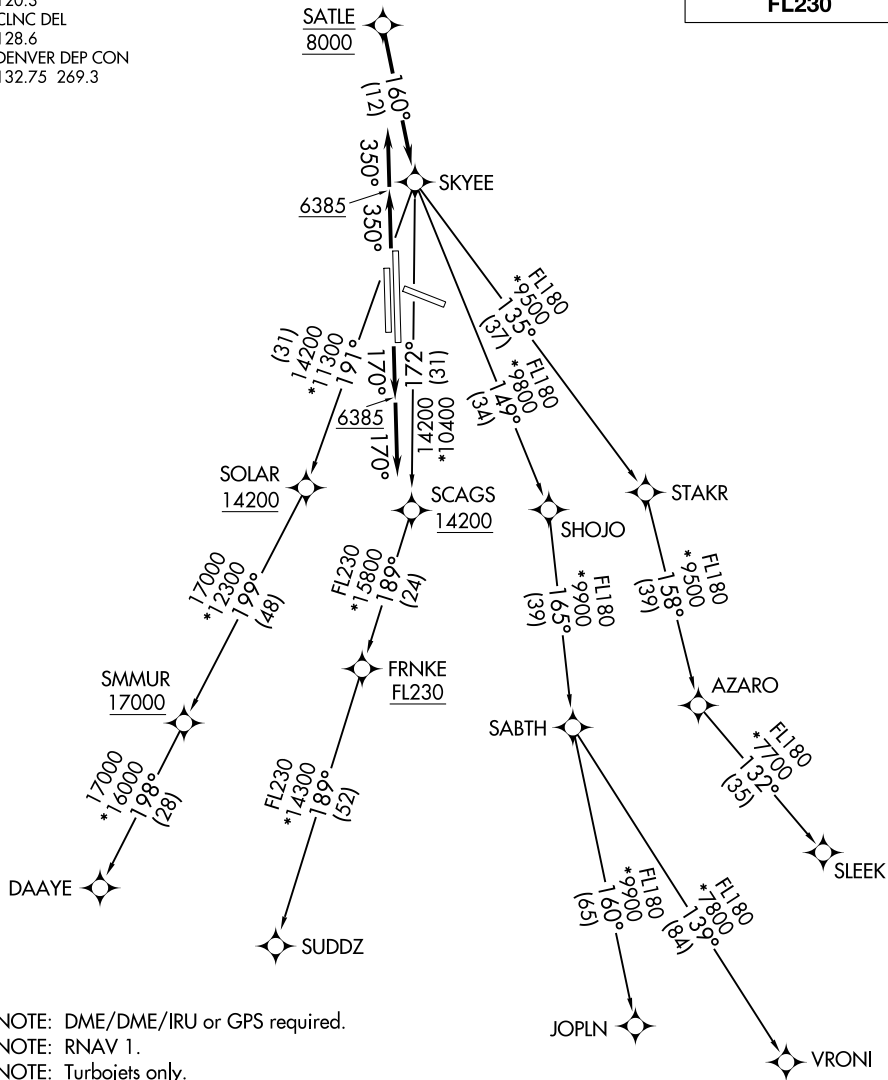 120.3
CLNC DEL
128.6
DENVER DEP CON
132.75 269.3
FL230
SATLE
8000
160°
(12)
350°
SKYEE
6385
350°
FL180
*9500
135°
(37)
(31)
14200
*11300
191°
170°
172°
(31)
FL180
*9800
149°
(34)
6385
14200
*10400
170°
SOLAR
14200
SCAGS
14200
SHOJO
STAKR
17000
*12300
199°
(48)
FL230
*15800
189°
(24)
FL180
*9900
165°
(39)
FL180
*9500
158°
(39)
SMMUR
17000
FRNKE
FL230
AZARO
SABTH
17000
*16000
198°
(28)
FL230
*14300
189°
(52)
FL180
*7700
132°
(35)
DAAYE
SLEEK
FL180
*9900
160°
(65)
FL180
*7800
139°
(84)
SUDDZ
JOPLN
VRONI
NOTE: DME/DME/IRU or GPS required.
NOTE: RNAV 1.
NOTE: Turbojets only.